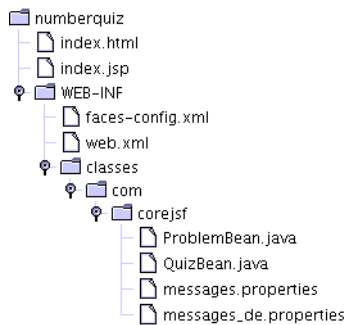 numberquiz
index.html
index.jsp
WEB-INF
faces-config.xml
web.xml
classes
com
corejsf
ProblemBean.java
QuizBean.java
messages.properties
messages_de.properties